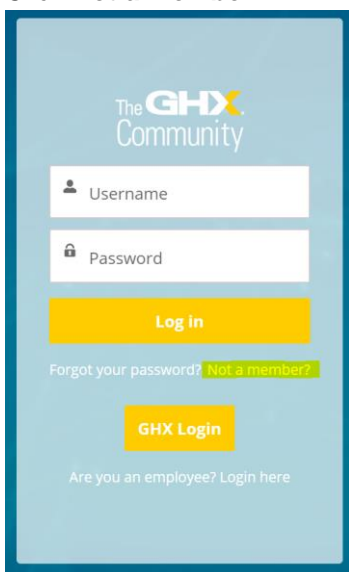 The GHX.
Community
Username
Password
Log in
Forgot your password? Not a member?
GHX Login
Are you an employee? Login here